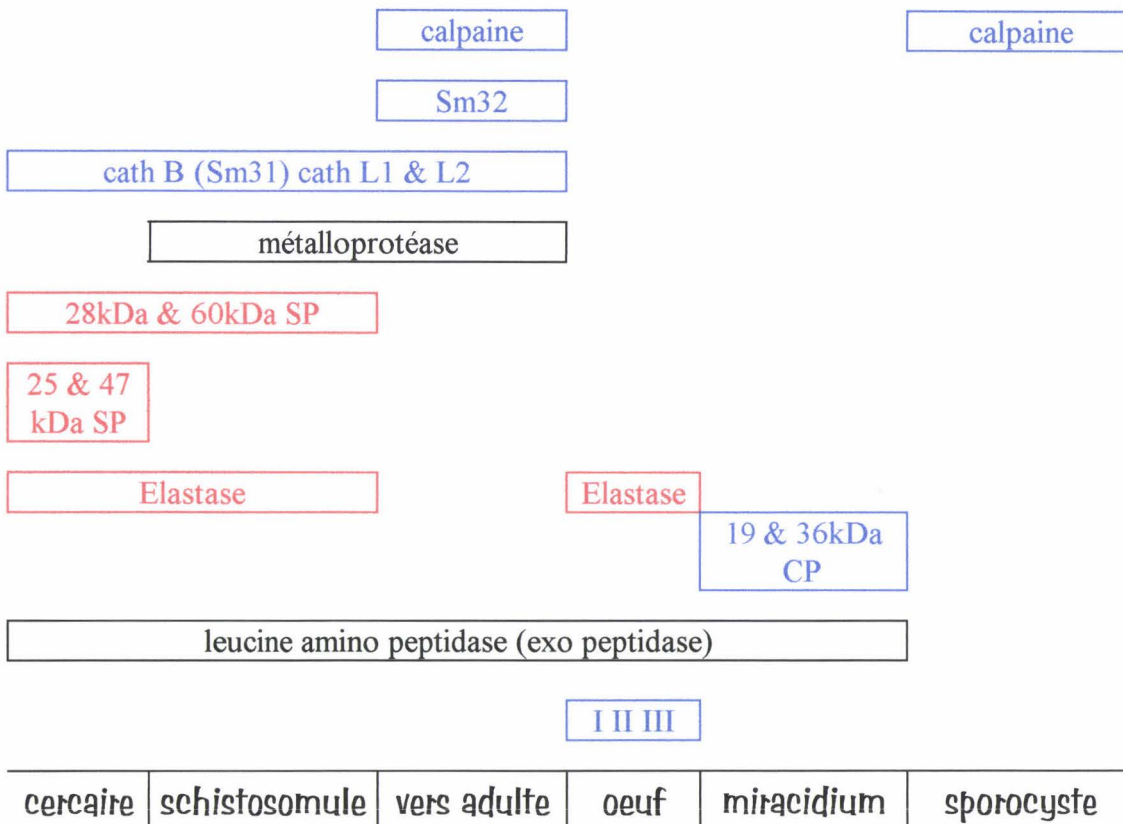 calpaine calpaine
Sm32
cath B (Sm31) cath L1 & L2
métalloprotéase
28kDa & 60kDa SP
25 & 47
kDa SP
Elastase Elastase
19 & 36kDa
CP
leucine amino peptidase (exo peptidase)
I II III
cercaire schistosomule vers adulte oeuf miracidium sporocyste